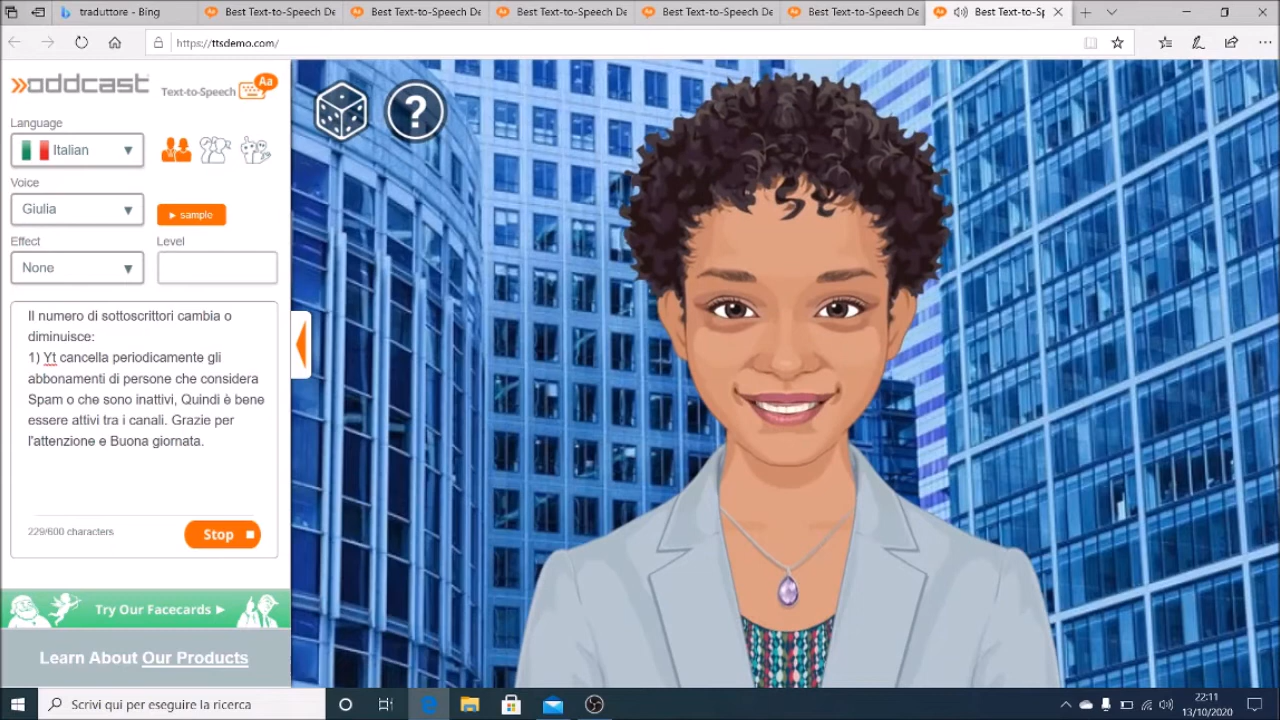 traduttore - Bing
Best Text-to-Speech De
Best Text-to-Speech De
Best Text-to-Speech De
Best Text-to-Speech De
Best Text-to-Speech De
Best Text-to-Sp
https://ttsdemo.com/
oddcast
Text-to-Speech
Aa
Language
Italian
Voice
Giulia
sample
Effect
Level
None
Il numero di sottoscrittori cambia o
diminuisce:
1) Yt cancella periodicamente gli
abbonamenti di persone che considera
Spam o che sono inattivi, Quindi è bene
essere attivi tra i canali. Grazie per
l'attenzione e Buona giornata.
229/600 characters
Stop
Try Our Facecards
Learn About Our Products
?
Scrivi qui per eseguire la ricerca
22:11
13/10/2020